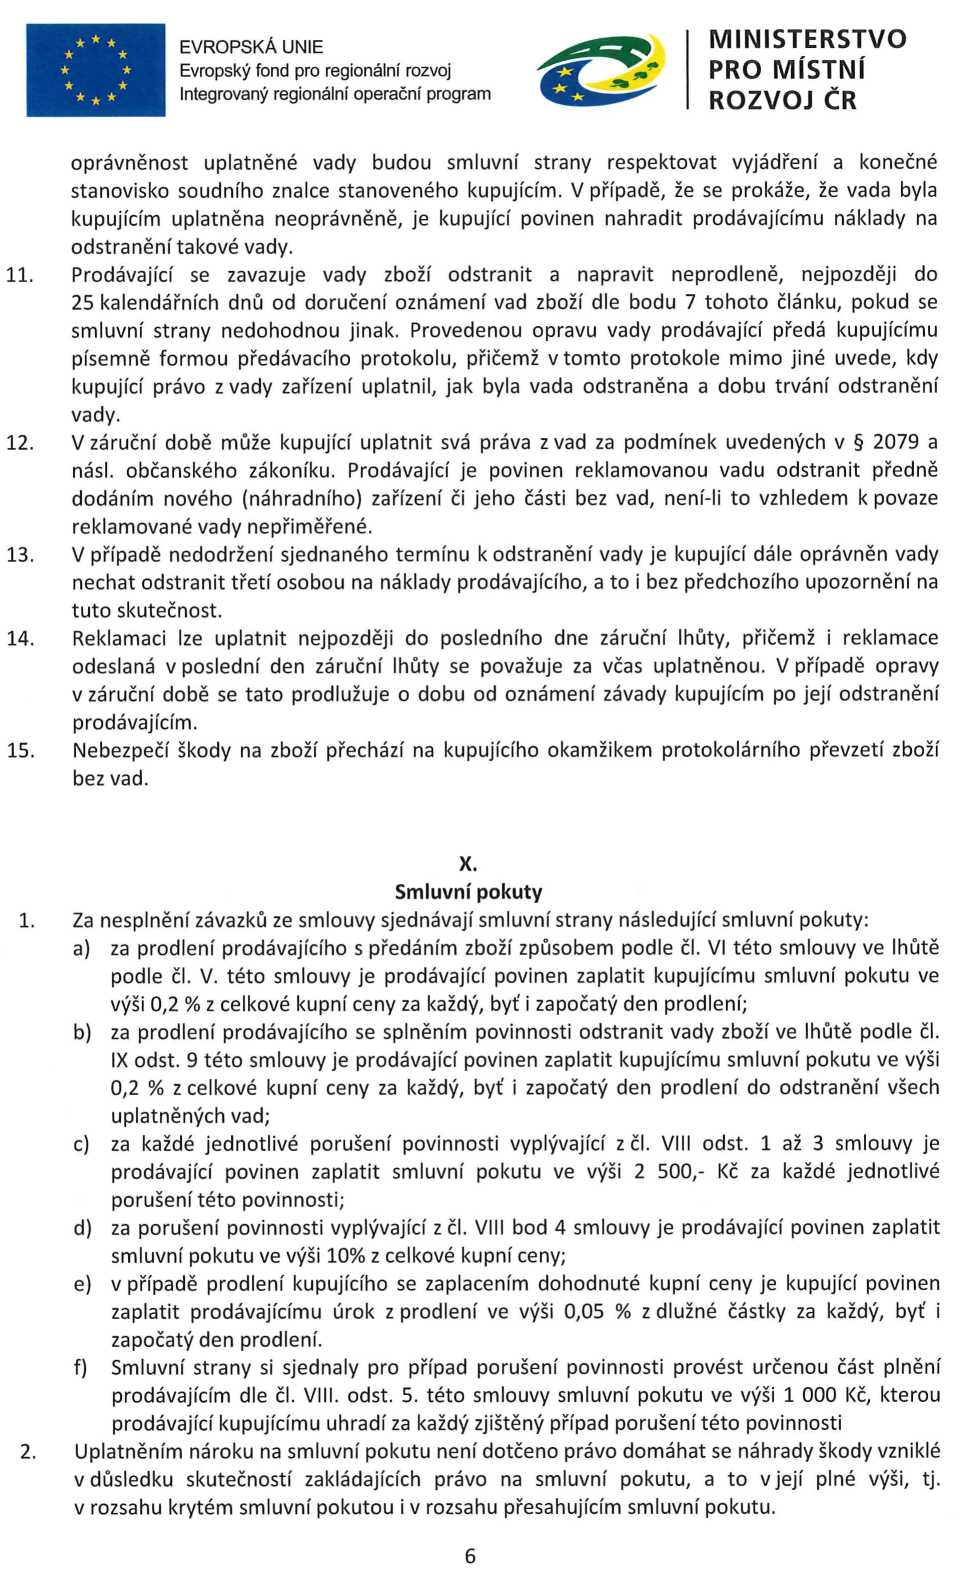 EVROPSKÁ UNIE
Evropský fond pro regionální rozvoj
Integrovaný regionální operační program
MINISTERSTVO
PRO MÍSTNÍ
ROZVOJ ČR
oprávněnost uplatněné vady budou smluvní strany respektovat vyjádření a konečné
stanovisko soudního znalce stanoveného kupujícím. V případě, že se prokáže, že vada byla
kupujícím uplatněna neoprávněně, je kupující povinen nahradit prodávajícímu náklady na
odstranění takové vady.
11. Prodávající se zavazuje vady zboží odstranit a napravit neprodleně, nejpozději do
25 kalendářních dnů od doručení oznámení vad zboží dle bodu 7 tohoto článku, pokud se
smluvní strany nedohodnou jinak. Provedenou opravu vady prodávající předá kupujícímu
písemně formou předávacího protokolu, přičemž v tomto protokole mimo jiné uvede, kdy
kupující právo z vady zařízení uplatnil, jak byla vada odstraněna a dobu trvání odstranění
vady.
12. V záruční době může kupující uplatnit svá práva z vad za podmínek uvedených v § 2079 a
násl. občanského zákoníku. Prodávající je povinen reklamovanou vadu odstranit předně
dodáním nového (náhradního) zařízení či jeho části bez vad, není-li to vzhledem k povaze
reklamované vady nepřiměřené.
13. V případě nedodržení sjednaného termínu k odstranění vady je kupující dále oprávněn vady
nechat odstranit třetí osobou na náklady prodávajícího, a to i bez předchozího upozornění na
tuto skutečnost.
14. Reklamaci lze uplatnit nejpozději do posledního dne záruční lhůty, přičemž i reklamace
odeslaná v poslední den záruční lhůty se považuje za včas uplatněnou. V případě opravy
v záruční době se tato prodlužuje o dobu od oznámení závady kupujícím po její odstranění
prodávajícím.
15. Nebezpečí škody na zboží přechází na kupujícího okamžikem protokolárního převzetí zboží
bez vad.
X.
Smluvní pokuty
1. Za nesplnění závazků ze smlouvy sjednávají smluvní strany následující smluvní pokuty:
a) za prodlení prodávajícího s předáním zboží způsobem podle čl. VI této smlouvy ve lhůtě
podle čl. V. této smlouvy je prodávající povinen zaplatit kupujícímu smluvní pokutu ve
výši 0,2 % z celkové kupní ceny za každý, byť i započatý den prodlení;
b) za prodlení prodávajícího se splněním povinnosti odstranit vady zboží ve lhůtě podle čl.
IX odst. 9 této smlouvy je prodávající povinen zaplatit kupujícímu smluvní pokutu ve výši
0,2 % z celkové kupní ceny za každý, byť i započatý den prodlení do odstranění všech
uplatněných vad;
c) za každé jednotlivé porušení povinnosti vyplývající z čl. VIII odst. 1 až 3 smlouvy je
prodávající povinen zaplatit smluvní pokutu ve výši 2 500,- Kč za každé jednotlivé
porušení této povinnosti;
d) za porušení povinnosti vyplývající z čl. VIII bod 4 smlouvy je prodávající povinen zaplatit
smluvní pokutu ve výši 10% z celkové kupní ceny;
e) v případě prodlení kupujícího se zaplacením dohodnuté kupní ceny je kupující povinen
zaplatit prodávajícímu úrok z prodlení ve výši 0,05 % z dlužné částky za každý, byť i
započatý den prodlení.
f) Smluvní strany si sjednaly pro případ porušení povinnosti provést určenou část plnění
prodávajícím dle čl. VIII. odst. 5. této smlouvy smluvní pokutu ve výši 1 000 Kč, kterou
prodávající kupujícímu uhradí za každý zjištěný případ porušení této povinnosti
2. Uplatněním nároku na smluvní pokutu není dotčeno právo domáhat se náhrady škody vzniklé
v důsledku skutečností zakládajících právo na smluvní pokutu, a to v její plné výši, tj.
v rozsahu krytém smluvní pokutou i v rozsahu přesahujícím smluvní pokutu.
6